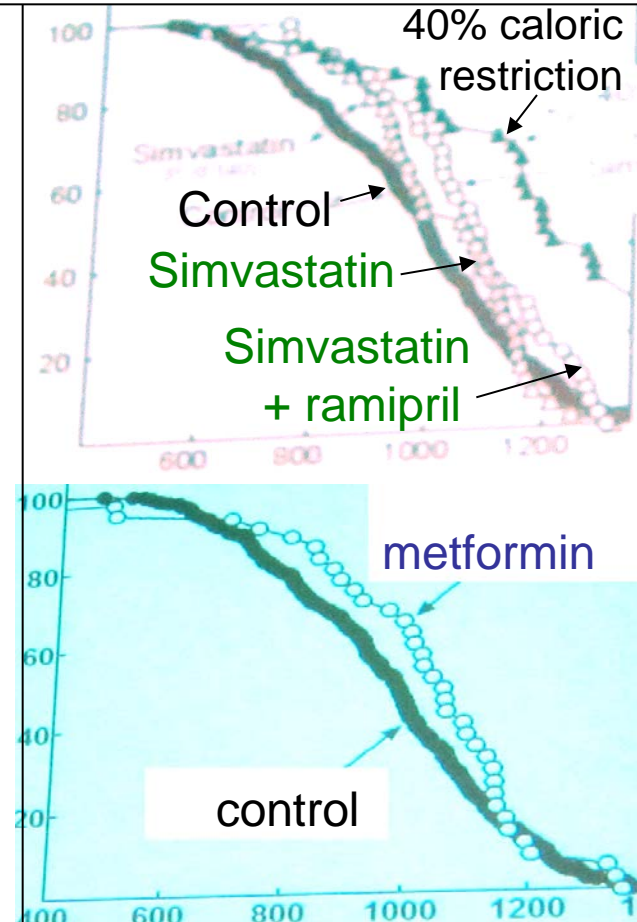 100
80
60
40
20
600
800
1000
1200
40% caloric
restriction
Simvastatin
Control
Simvastatin
Simvastatin
+ ramipril
100
80
60
40
20
400
600
800
1000
1200
metformin
control